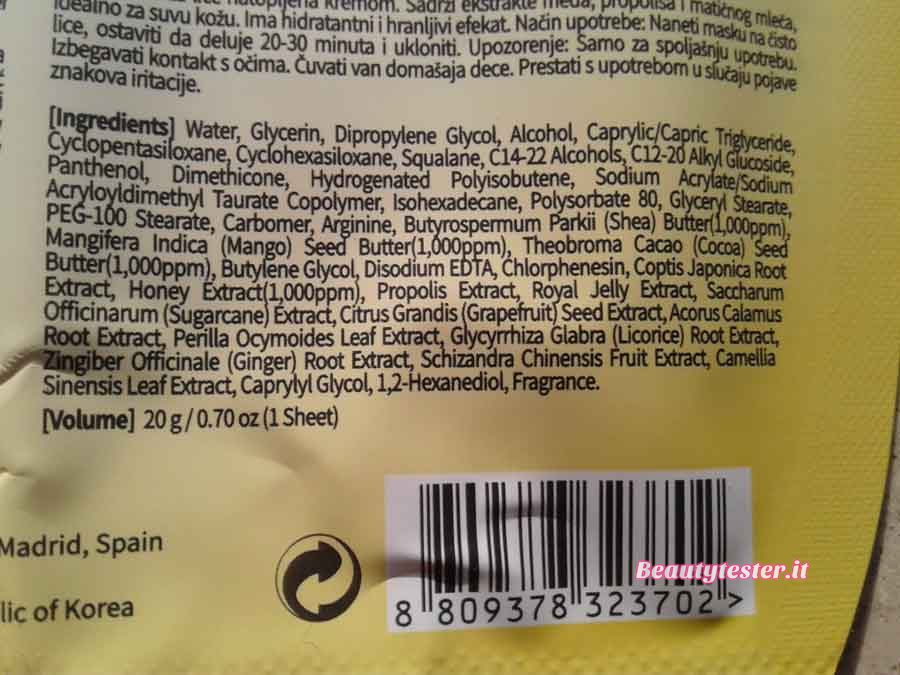 kremom. Sadrži ekstrakte meda, propolisa i matičnog mleča,
idealno za suvu kožu. Ima hidratantni i hranljivi efekat. Način upotrebe: Naneti masku na čisto
lice, ostaviti da deluje 20-30 minuta i ukloniti. Upozorenje: Samo za spoljašnju upotrebu.
Izbegavati kontakt s očima. Čuvati van domašaja dece. Prestati s upotrebom u slučaju pojave
znakova iritacije.
[Ingredients] Water, Glycerin, Dipropylene Glycol, Alcohol, Caprylic/Capric Triglyceride,
Cyclopentasiloxane, Cyclohexasiloxane, Squalane, C14-22 Alcohols, C12-20 Alkyl Glucoside,
Panthenol, Dimethicone, Hydrogenated Polyisobutene, Sodium Acrylate/Sodium
Acryloyldimethyl Taurate Copolymer, Isohexadecane, Polysorbate 80, Glyceryl Stearate,
PEG-100 Stearate, Carbomer, Arginine, Butyrospermum Parkii (Shea) Butter(1,000ppm),
Mangifera Indica (Mango) Seed Butter(1,000ppm), Theobroma Cacao (Cocoa) Seed
Butter(1,000ppm), Butylene Glycol, Disodium EDTA, Chlorphenesin, Coptis Japonica Root
Extract, Honey Extract(1,000ppm), Propolis Extract, Royal Jelly Extract, Saccharum
Officinarum (Sugarcane) Extract, Citrus Grandis (Grapefruit) Seed Extract, Acorus Calamus
Root Extract, Perilla Ocymoides Leaf Extract, Glycyrrhiza Glabra (Licorice) Root Extract,
Zingiber Officinale (Ginger) Root Extract, Schizandra Chinensis Fruit Extract, Camellia
Sinensis Leaf Extract, Caprylyl Glycol, 1,2-Hexanediol, Fragrance.
[Volume] 20 g / 0.70 oz (1 Sheet)
Madrid, Spain
lic of Korea
Beautytester.it
8 809378 323702 >